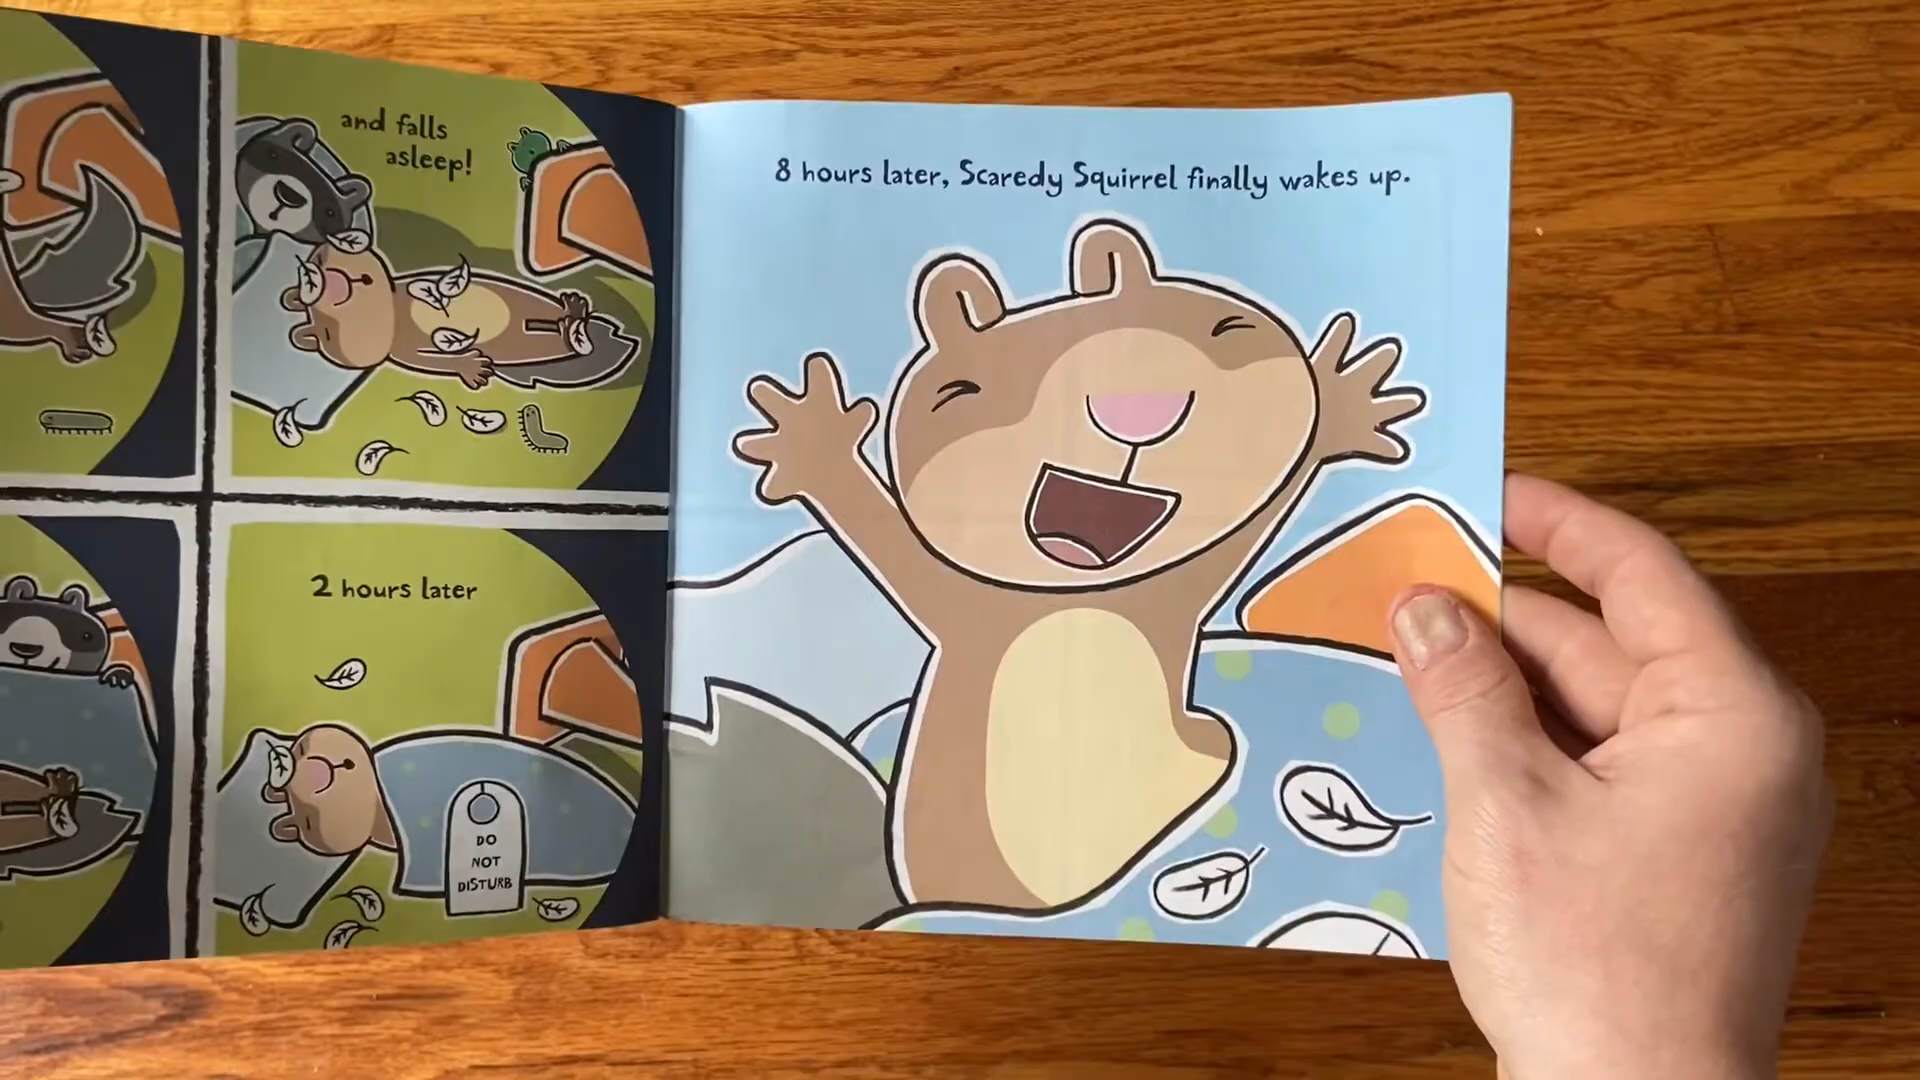 and falls
asleep!
2 hours later
DO
NOT
DISTURB
8 hours later, Scaredy Squirrel finally wakes up.